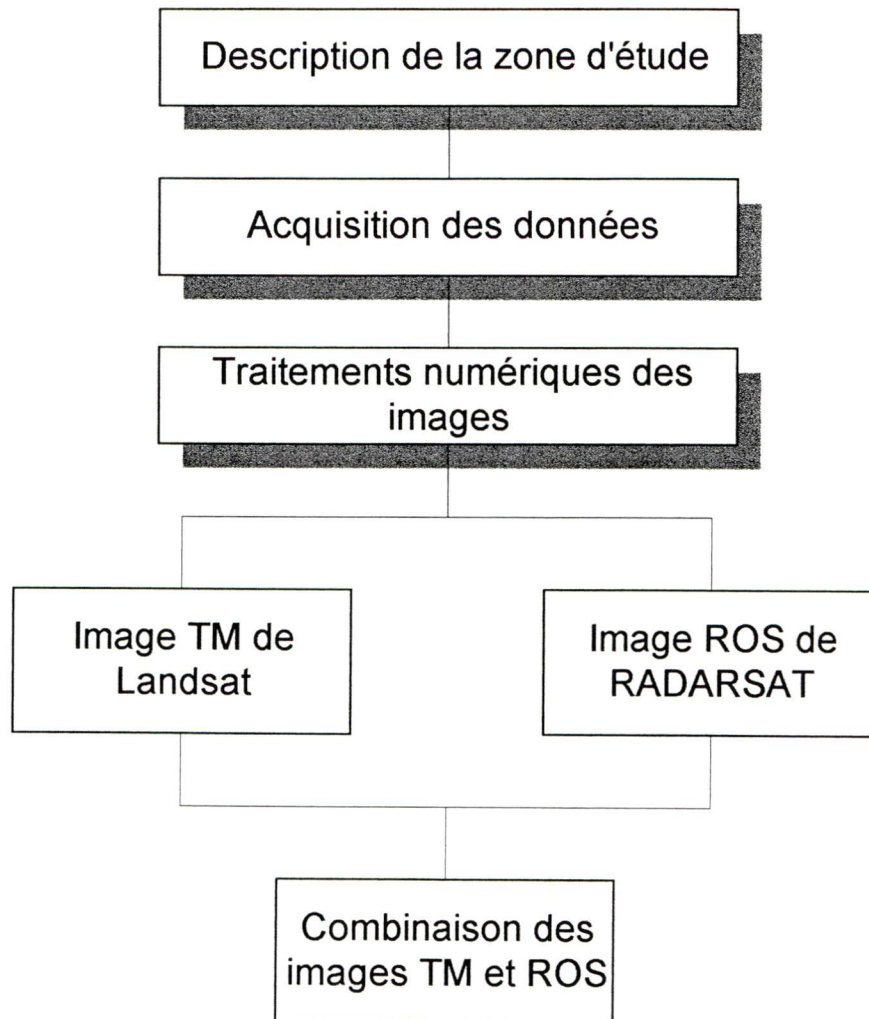 Description de la zone d'étude
Acquisition des données
Traitements numériques des
images
Image TM de
Landsat
Image ROS de
RADARSAT
Combinaison des
images TM et ROS